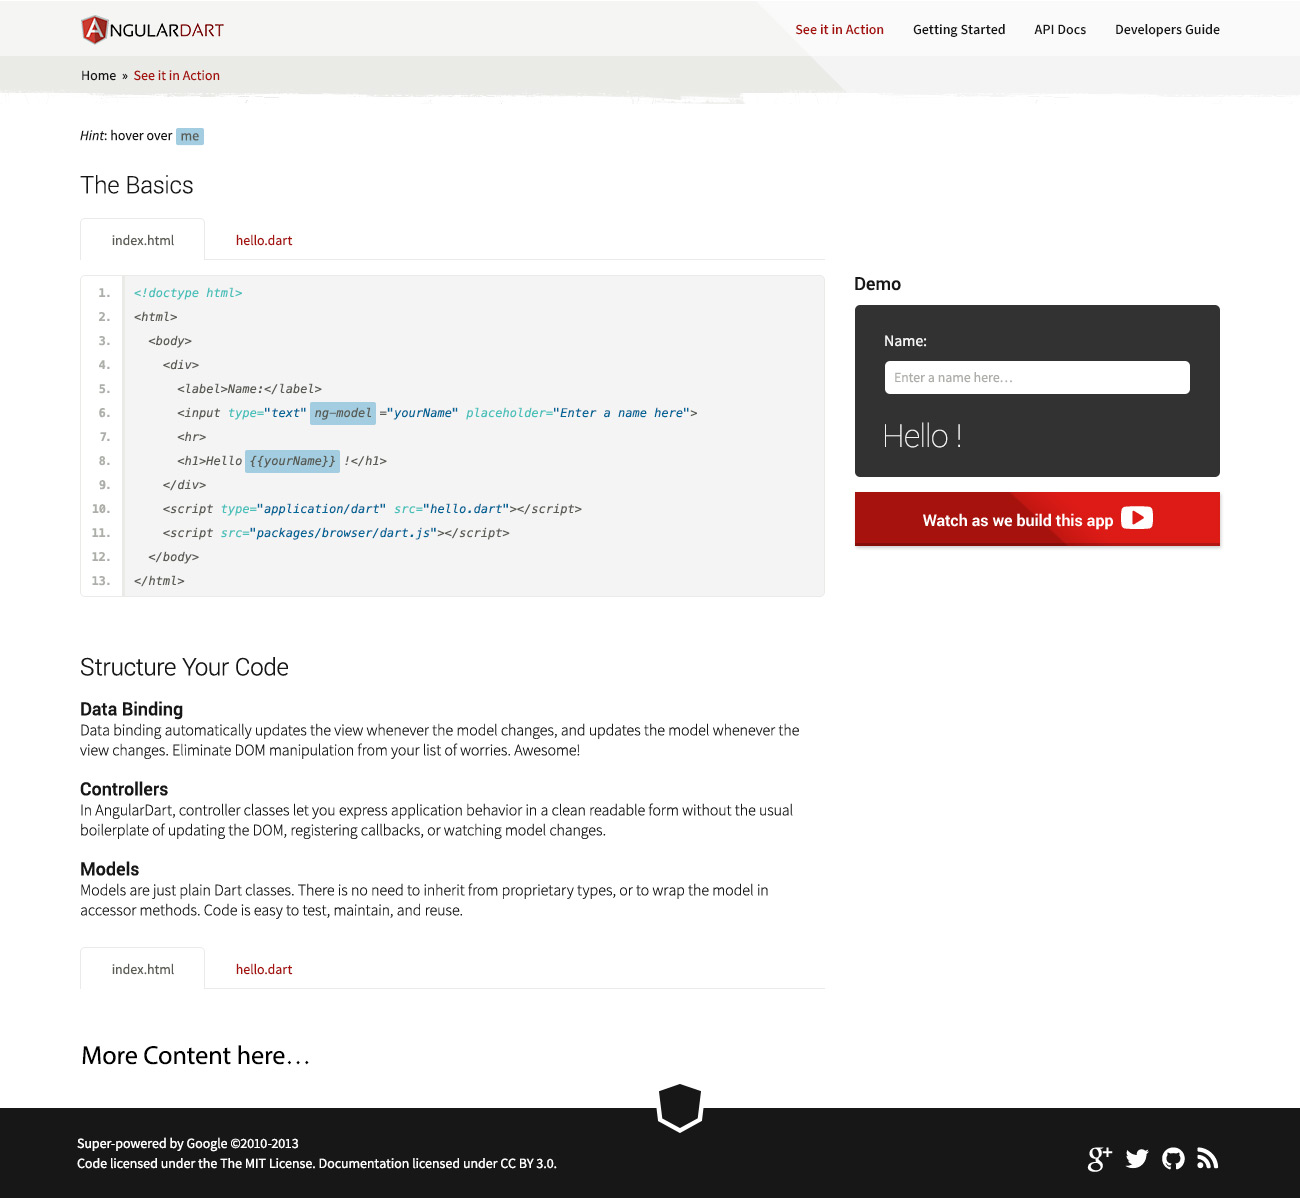 ANGULARDART
See it in Action Getting Started API Docs Developers Guide
Home » See it in Action
Hint: hover over me
The Basics
index.html hello.dart
1. <!doctype html>
2. <html>
3. <body>
4. <div>
5. <label>Name:</label>
6. <input type="text" ng-model ="yourName" placeholder="Enter a name here">
7. <hr>
8. <h1>Hello {{yourName}} !</h1>
9. </div>
10. <script type="application/dart" src="hello.dart"></script>
11. <script src="packages/browser/dart.js"></script>
12. </body>
13. </html>
Demo
Name:
Enter a name here...
Hello !
Watch as we build this app
Structure Your Code
Data Binding
Data binding automatically updates the view whenever the model changes, and updates the model whenever the
view changes. Eliminate DOM manipulation from your list of worries. Awesome!
Controllers
In AngularDart, controller classes let you express application behavior in a clean readable form without the usual
boilerplate of updating the DOM, registering callbacks, or watching model changes.
Models
Models are just plain Dart classes. There is no need to inherit from proprietary types, or to wrap the model in
accessor methods. Code is easy to test, maintain, and reuse.
index.html hello.dart
More Content here...
Super-powered by Google ©2010-2013
Code licensed under the The MIT License. Documentation licensed under CC BY 3.0.
g+